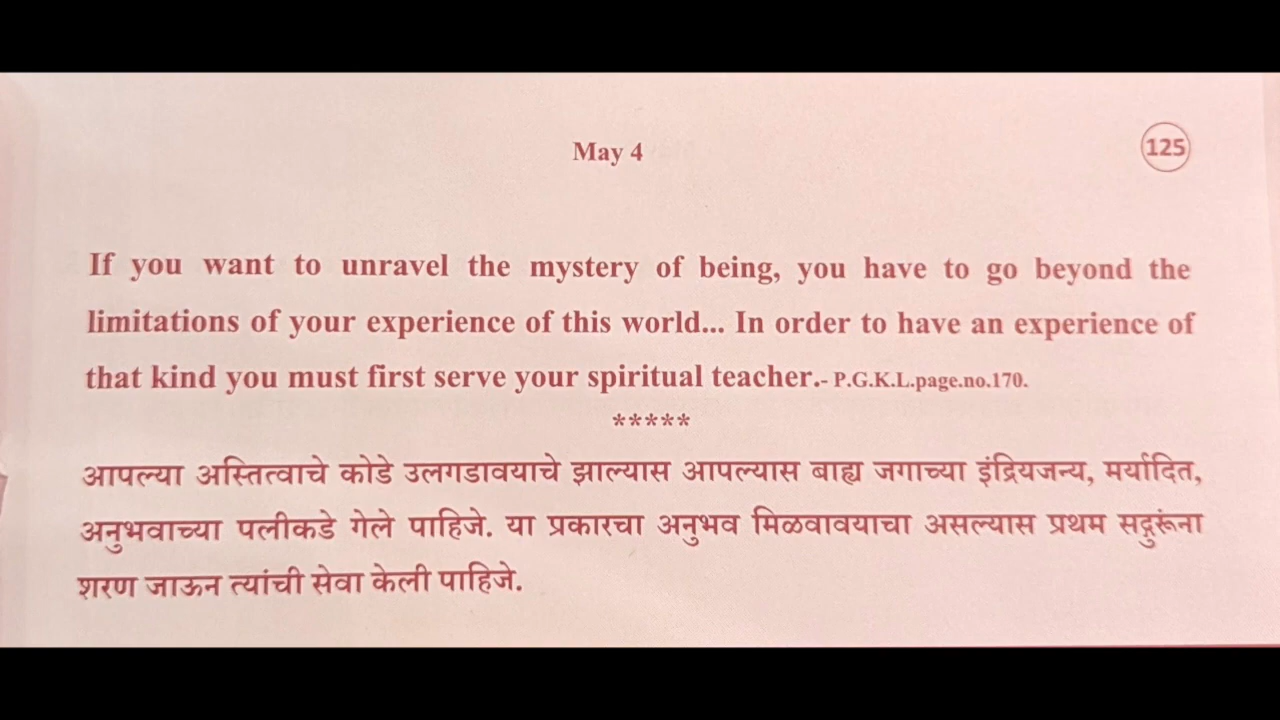 May 4
125
If you want to unravel the mystery of being, you have to go beyond the
limitations of your experience of this world... In order to have an experience of
that kind you must first serve your spiritual teacher.- P.G.K.L.page.no.170.
*****
आपल्या अस्तित्वाचे कोडे उलगडावयाचे झाल्यास आपल्यास बाह्य जगाच्या इंद्रियजन्य, मर्यादित,
अनुभवाच्या पलीकडे गेले पाहिजे. या प्रकारचा अनुभव मिळवावयाचा असल्यास प्रथम सद्गुरूंना
शरण जाऊन त्यांची सेवा केली पाहिजे.